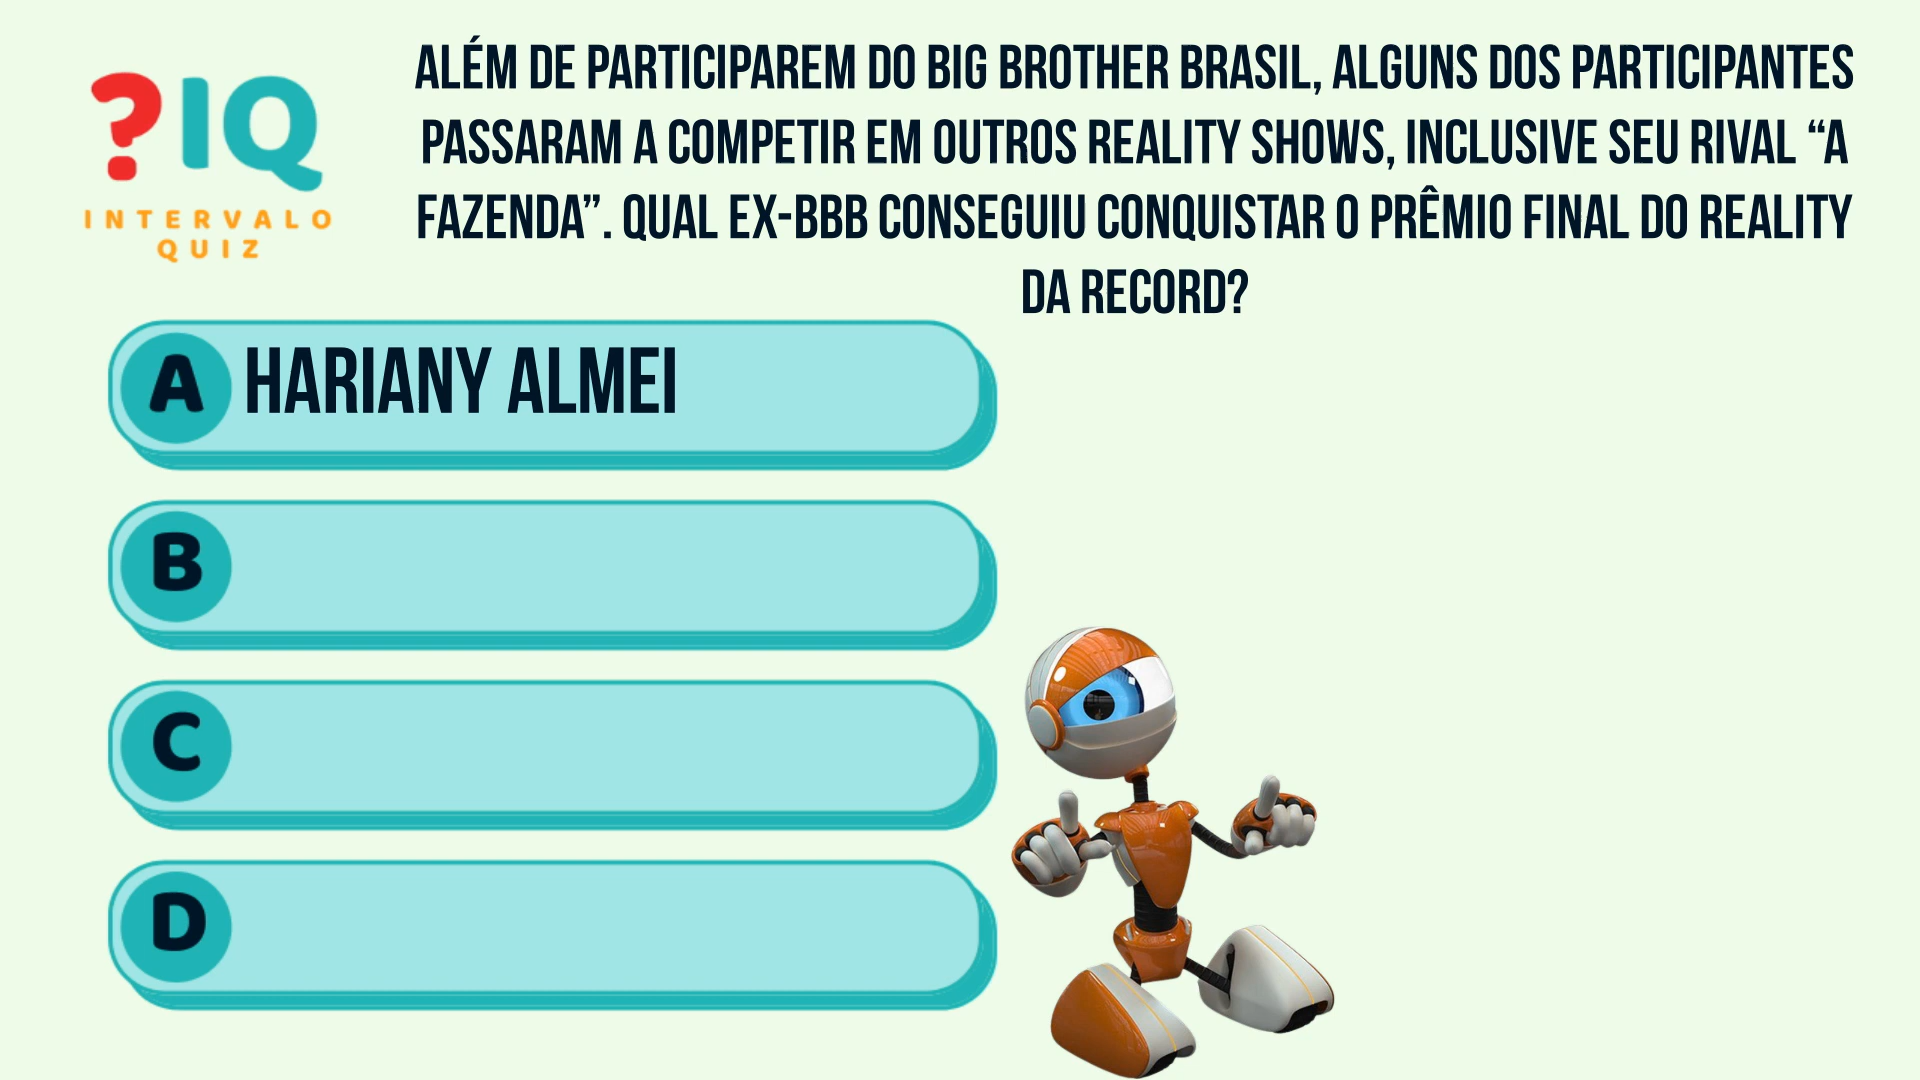 ?IQ
INTERVALO
QUIZ
ALÉM DE PARTICIPAREM DO BIG BROTHER BRASIL, ALGUNS DOS PARTICIPANTES
PASSARAM A COMPETIR EM OUTROS REALITY SHOWS, INCLUSIVE SEU RIVAL “A
FAZENDA”. QUAL EX-BBB CONSEGUIU CONQUISTAR O PRÊMIO FINAL DO REALITY
DA RECORD?
A HARIANY ALMEI
B
C
D